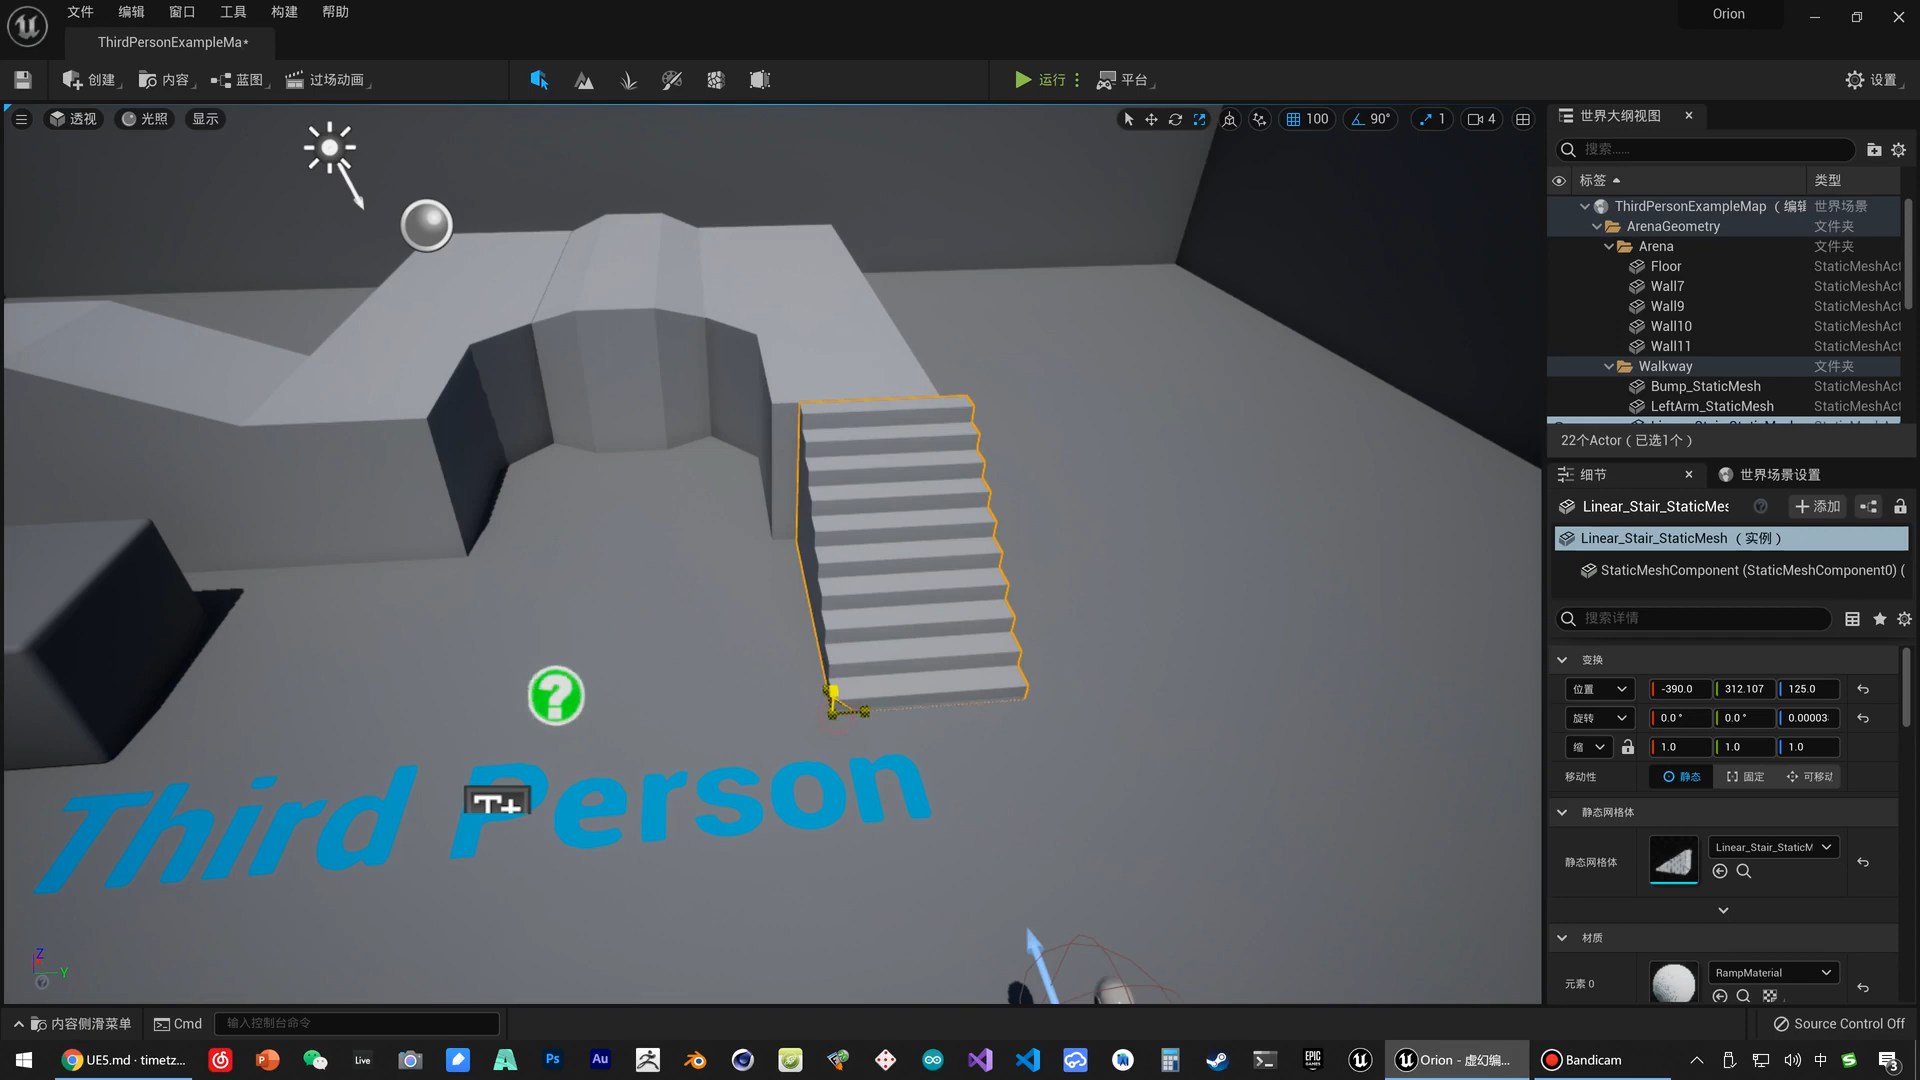 文件 编辑 窗口 工具 构建 帮助
Orion
ThirdPersonExampleMa*
创建 内容 蓝图 过场动画 运行 平台 设置
透视 光照 显示 100 90° 1 4
世界大纲视图
搜索......
标签 类型
ThirdPersonExampleMap （编辑 世界场景
ArenaGeometry 文件夹
Arena 文件夹
Floor StaticMeshAct
Wall7 StaticMeshAct
Wall9 StaticMeshAct
Wall10 StaticMeshAct
Wall11 StaticMeshAct
Walkway 文件夹
Bump_StaticMesh StaticMeshAct
LeftArm_StaticMesh StaticMeshAct
22个Actor（已选1个）
细节 世界场景设置
Linear_Stair_StaticMes 添加
Linear_Stair_StaticMesh （实例）
StaticMeshComponent (StaticMeshComponent0) (
搜索详情
变换
位置 -390.0 312.107 125.0
旋转 0.0° 0.0° 0.00003
缩 1.0 1.0 1.0
移动性 静态 固定 可移动
静态网格体
静态网格体 Linear_Stair_StaticM
材质
元素 0 RampMaterial
Third Person
T+
Z
Y
内容侧滑菜单 Cmd 输入控制台命令 Source Control Off
UE5.md · timetz... Live Ps Au EPIC GAMES Orion - 虚幻编... Bandicam 中 3